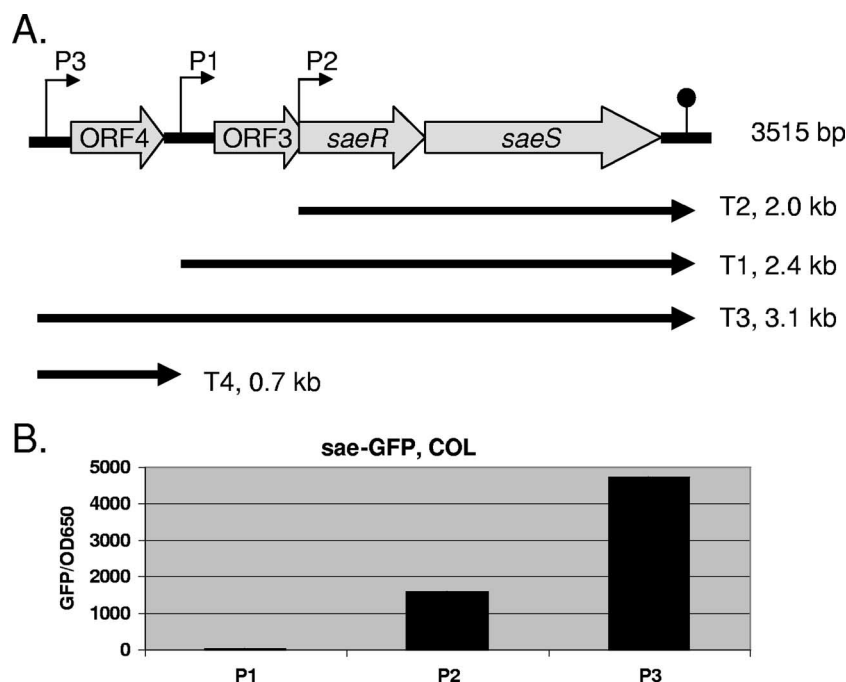 A.
P3 P1 P2
ORF4 ORF3 saeR saeS 3515 bp
T2, 2.0 kb
T1, 2.4 kb
T3, 3.1 kb
T4, 0.7 kb
B.
sae-GFP, COL
GFP/OD650
5000
4000
3000
2000
1000
0
P1 P2 P3